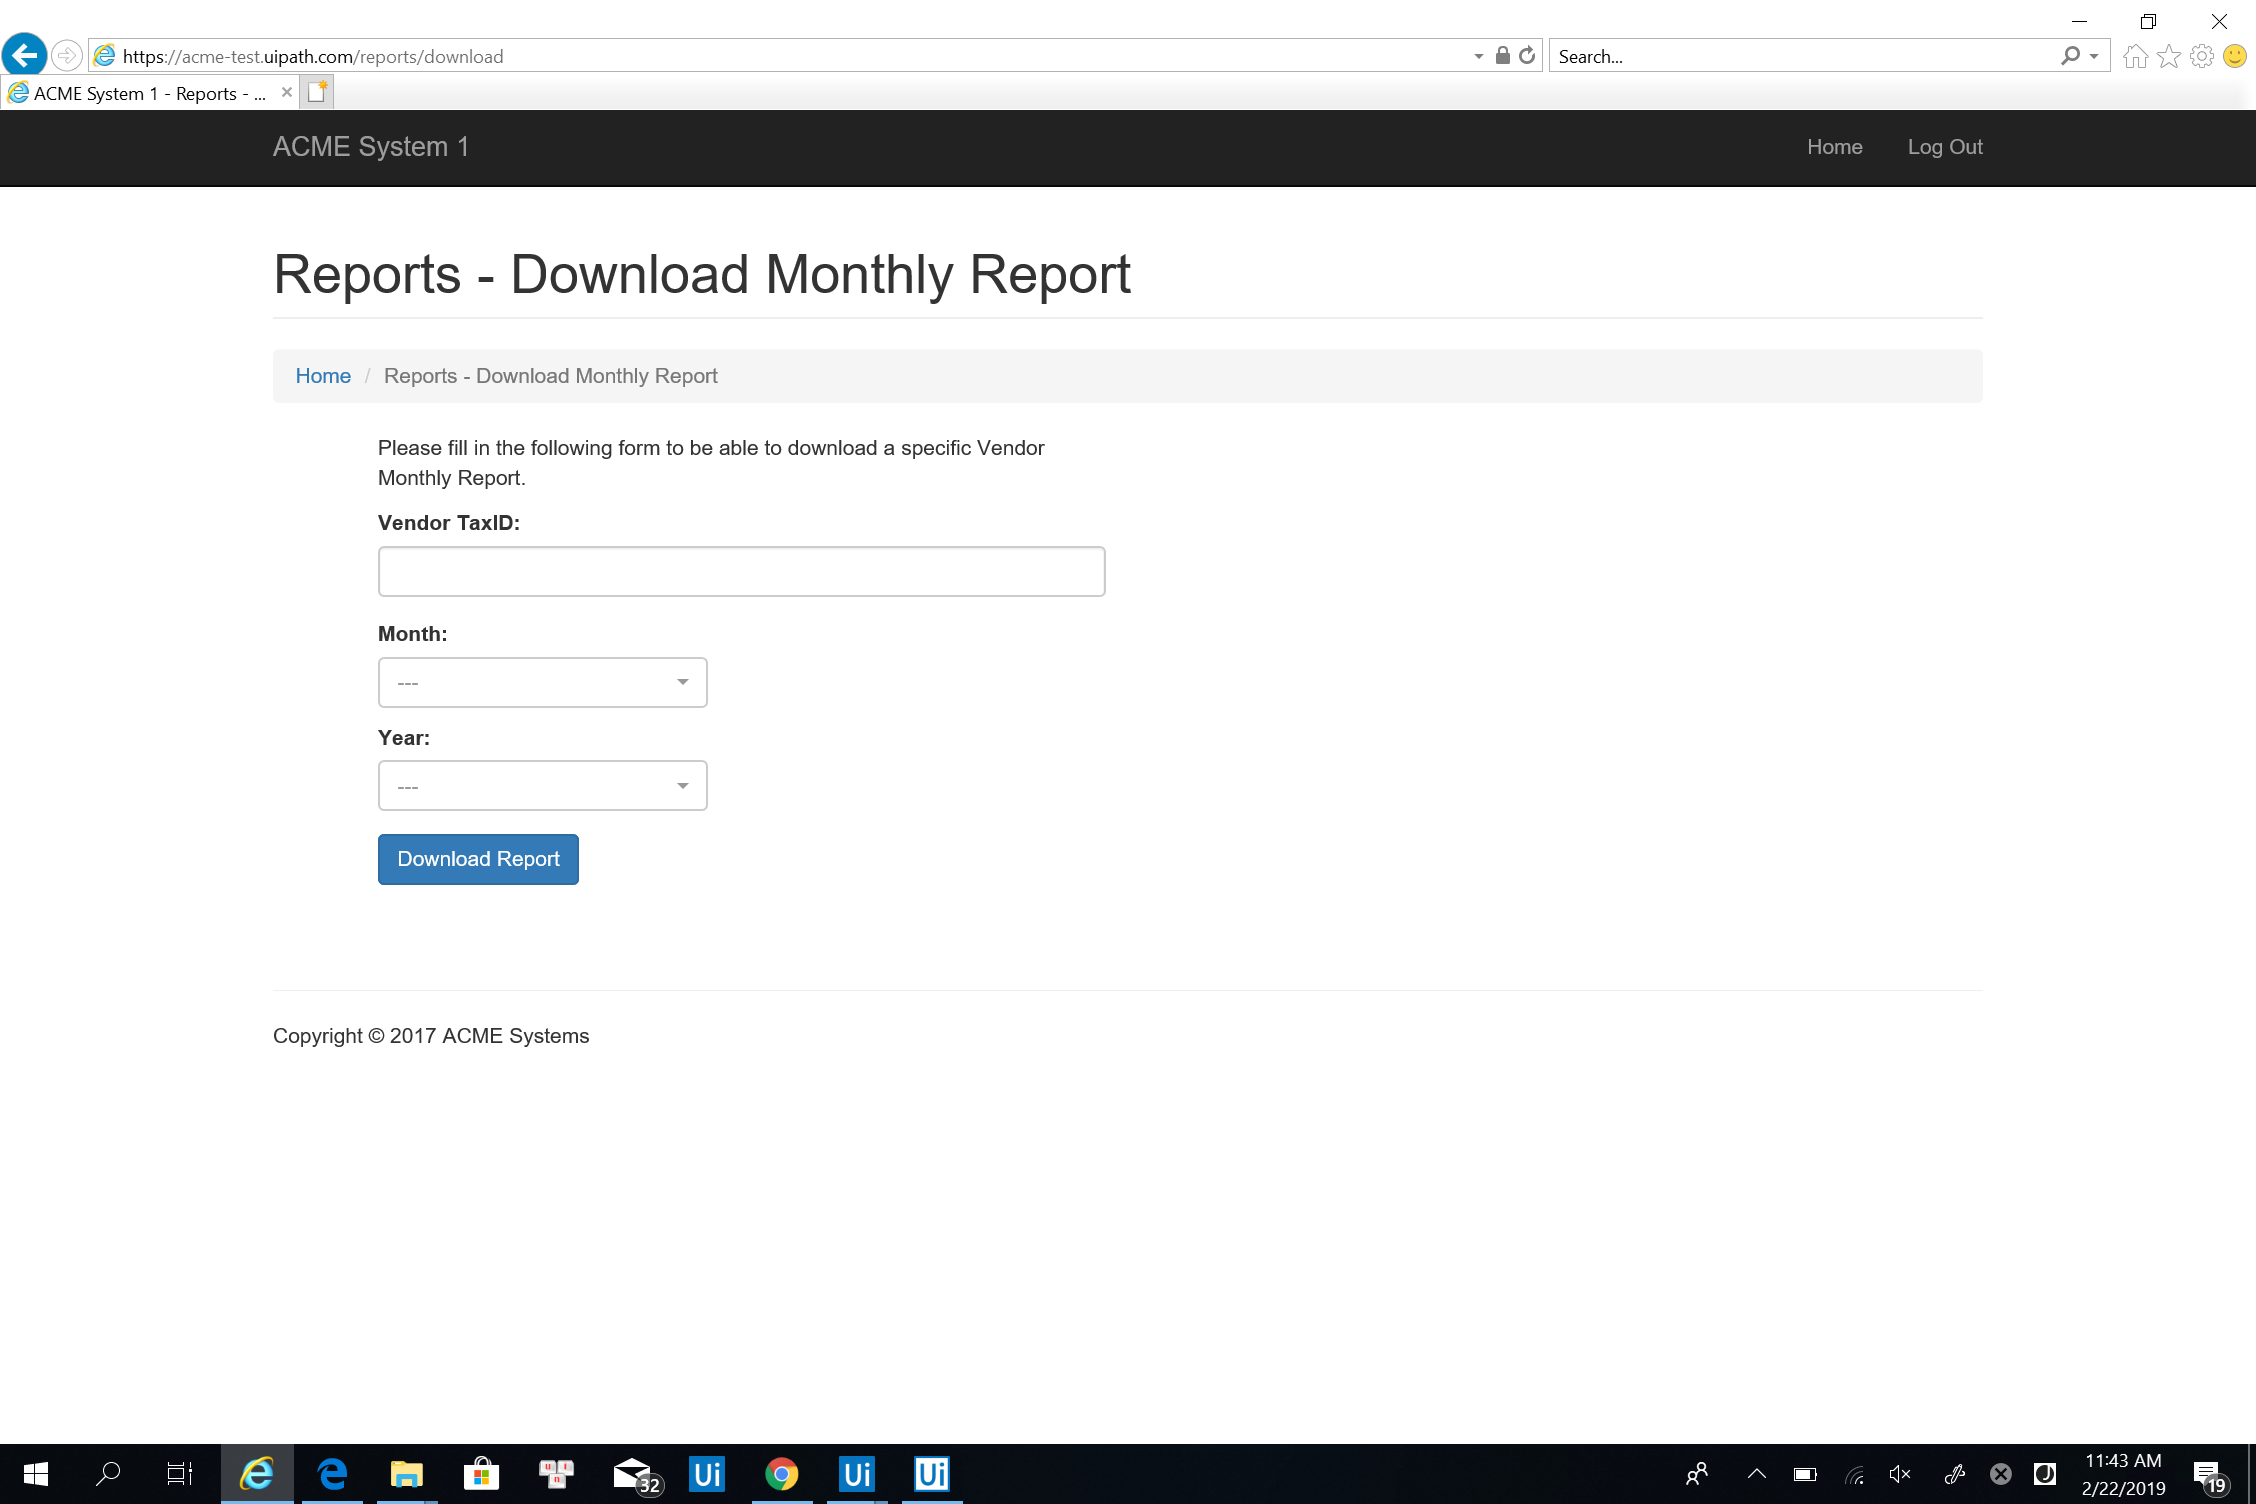 https://acme-test.uipath.com/reports/download
Search...
ACME System 1 - Reports - ...
ACME System 1
Home
Log Out
Reports - Download Monthly Report
Home / Reports - Download Monthly Report
Please fill in the following form to be able to download a specific Vendor
Monthly Report.
Vendor TaxID:
Month:
---
Year:
---
Download Report
Copyright © 2017 ACME Systems
32
Ui
Ui
Ui
11:43 AM
2/22/2019
19